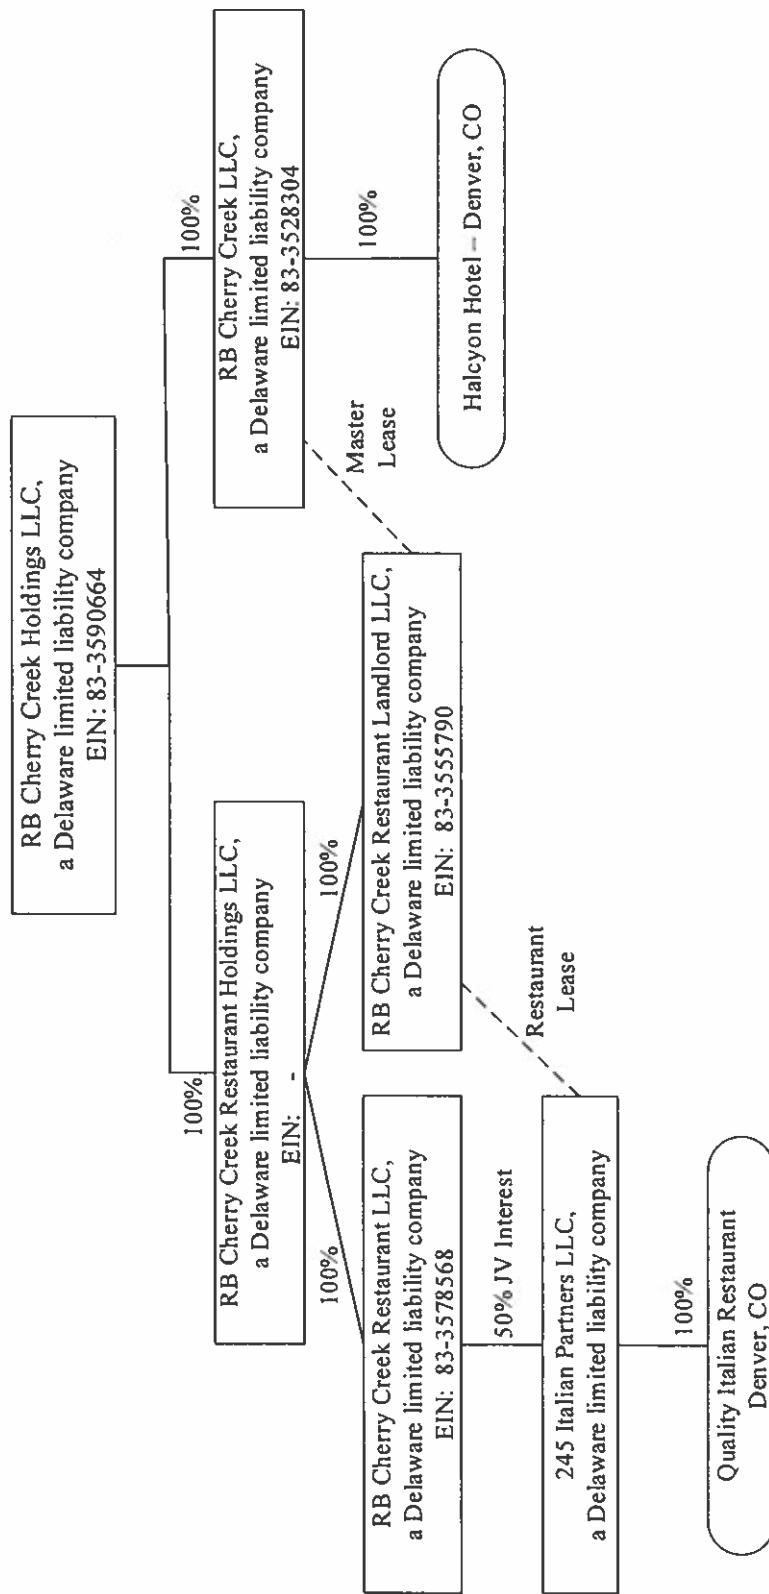 RB Cherry Creek Holdings LLC,
a Delaware limited liability company
EIN: 83-3590664
100%
100%
RB Cherry Creek Restaurant Holdings LLC,
a Delaware limited liability company
EIN: -
RB Cherry Creek LLC,
a Delaware limited liability company
EIN: 83-3528304
100%
100%
Master
Lease
100%
RB Cherry Creek Restaurant LLC,
a Delaware limited liability company
EIN: 83-3578568
RB Cherry Creek Restaurant Landlord LLC,
a Delaware limited liability company
EIN: 83-3555790
Halcyon Hotel – Denver, CO
50% JV Interest
Restaurant
Lease
245 Italian Partners LLC,
a Delaware limited liability company
100%
Quality Italian Restaurant
Denver, CO